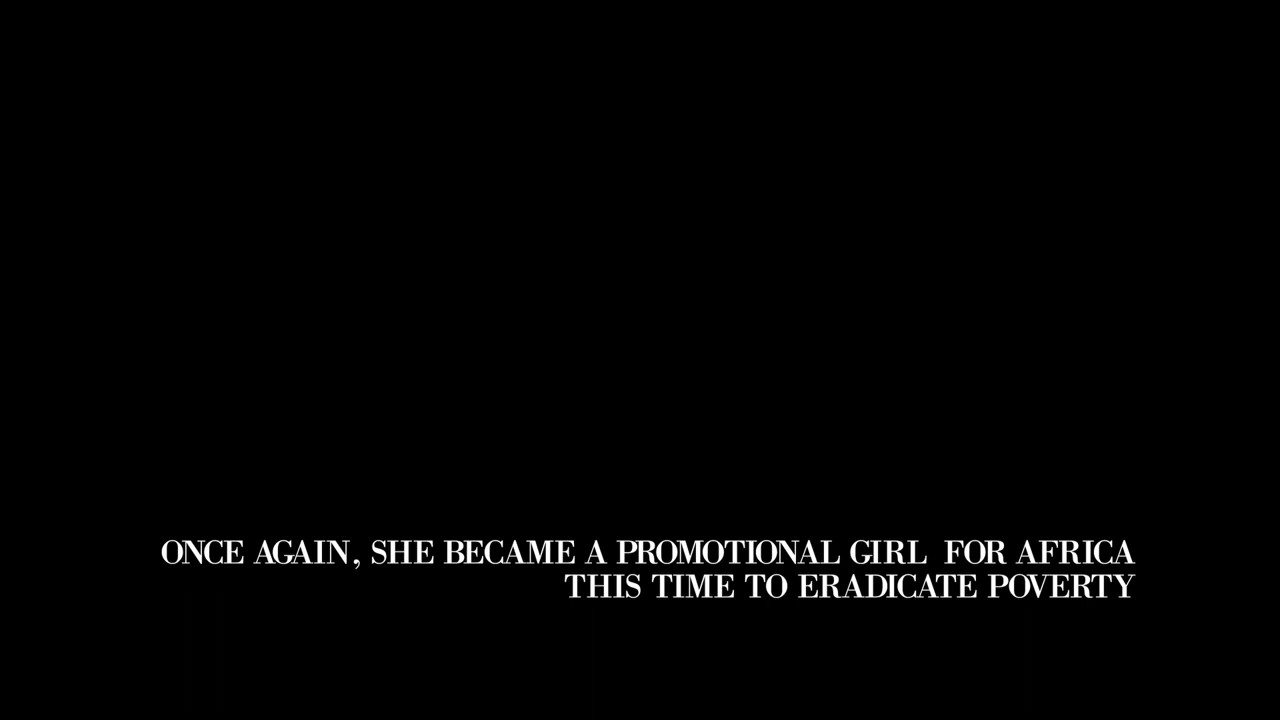 ONCE AGAIN, SHE BECAME A PROMOTIONAL GIRL FOR AFRICA
THIS TIME TO ERADICATE POVERTY